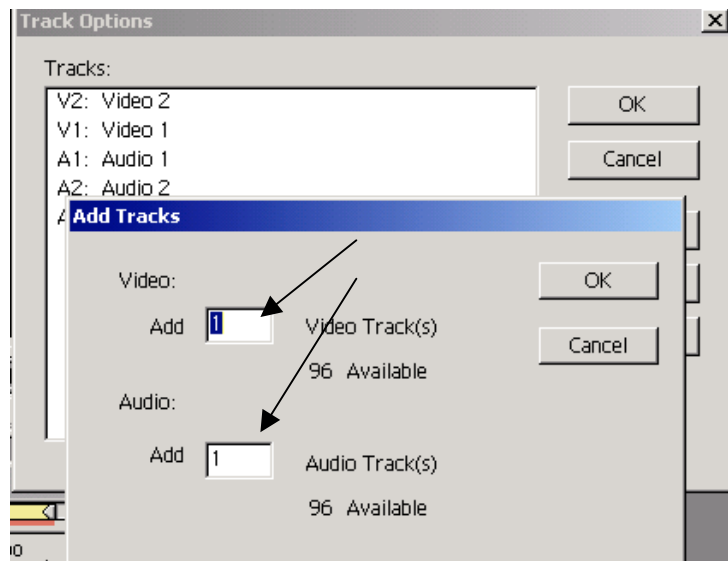 Track Options
Tracks:
V2: Video 2
V1: Video 1
A1: Audio 1
A2: Audio 2
A
OK
Cancel
Add Tracks
Video:
Add 1 Video Track(s)
96 Available
Audio:
Add 1 Audio Track(s)
96 Available
OK
Cancel
00